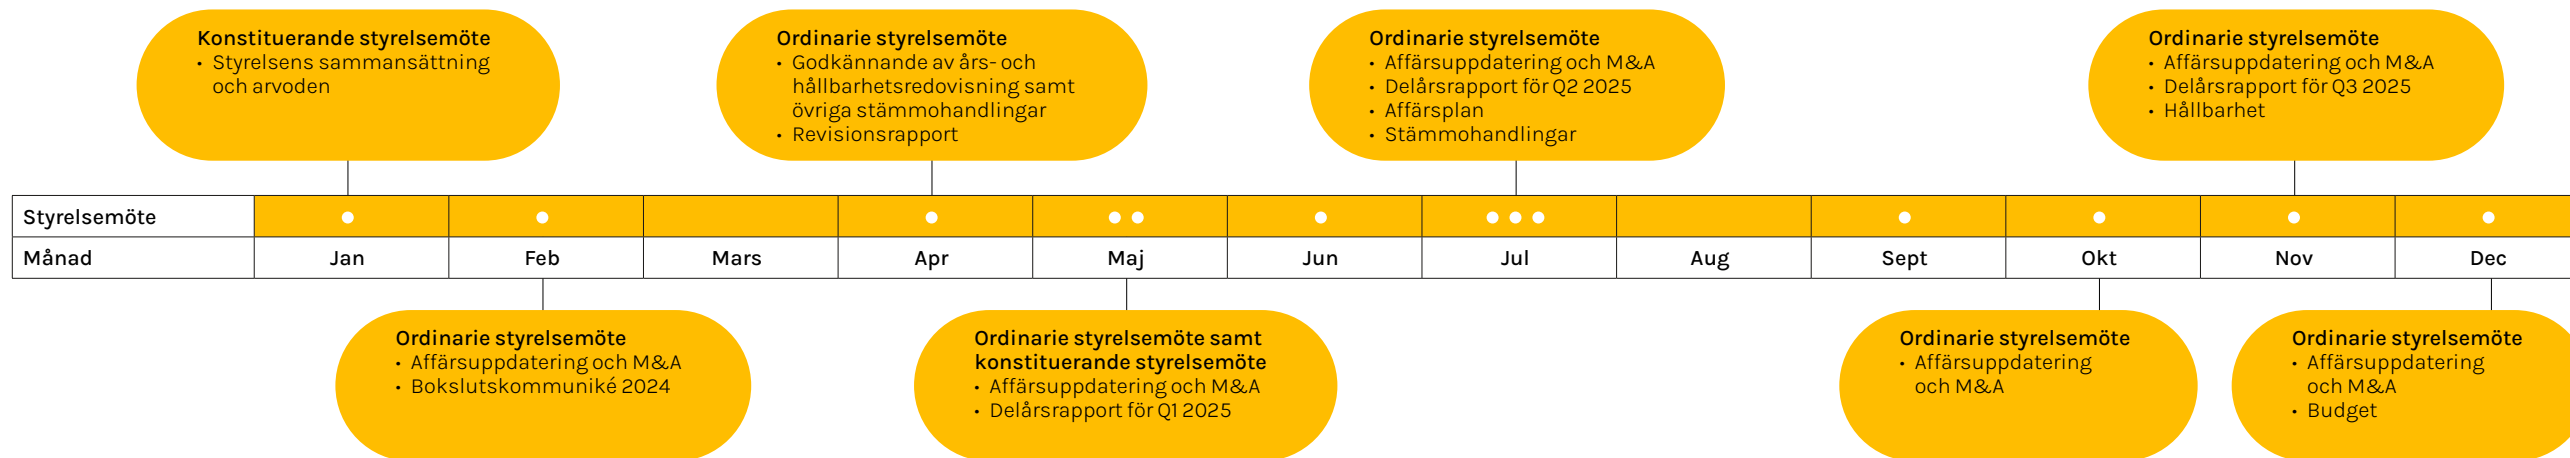 Konstituerande styrelsemöte
• Styrelsens sammansättning
och arvoden
Ordinarie styrelsemöte
• Godkännande av års- och
hållbarhetsredovisning samt
övriga stämmohandlingar
• Revisionsrapport
Ordinarie styrelsemöte
• Affärsuppdatering och M&A
• Delårsrapport för Q2 2025
• Affärsplan
• Stämmohandlingar
Ordinarie styrelsemöte
• Affärsuppdatering och M&A
• Delårsrapport för Q3 2025
• Hållbarhet
Styrelsemöte
Månad Jan Feb Mars Apr Maj Jun Jul Aug Sept Okt Nov Dec
Ordinarie styrelsemöte
• Affärsuppdatering och M&A
• Bokslutskommuniké 2024
Ordinarie styrelsemöte samt
konstituerande styrelsemöte
• Affärsuppdatering och M&A
• Delårsrapport för Q1 2025
Ordinarie styrelsemöte
• Affärsuppdatering
och M&A
Ordinarie styrelsemöte
• Affärsuppdatering
och M&A
• Budget